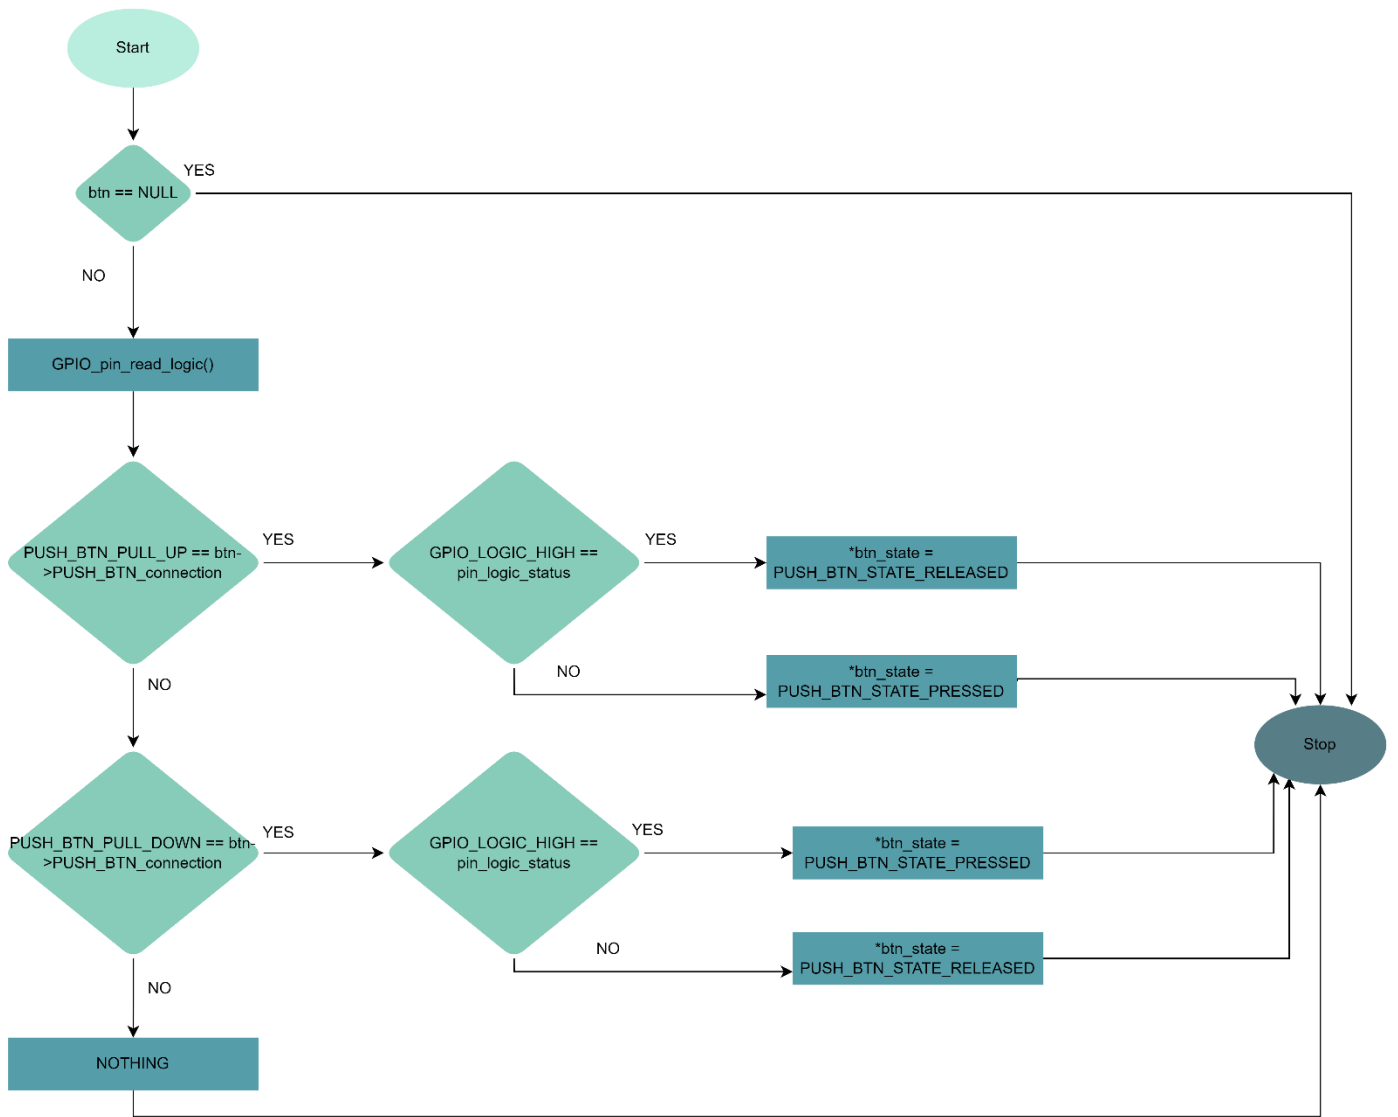 Start
YES
btn == NULL
NO
GPIO_pin_read_logic()
PUSH_BTN_PULL_UP == btn-
>PUSH_BTN_connection
YES
GPIO_LOGIC_HIGH ==
pin_logic_status
YES
*btn_state =
PUSH_BTN_STATE_RELEASED
NO
*btn_state =
PUSH_BTN_STATE_PRESSED
NO
Stop
PUSH_BTN_PULL_DOWN == btn-
>PUSH_BTN_connection
YES
GPIO_LOGIC_HIGH ==
pin_logic_status
YES
*btn_state =
PUSH_BTN_STATE_PRESSED
NO
*btn_state =
PUSH_BTN_STATE_RELEASED
NO
NOTHING